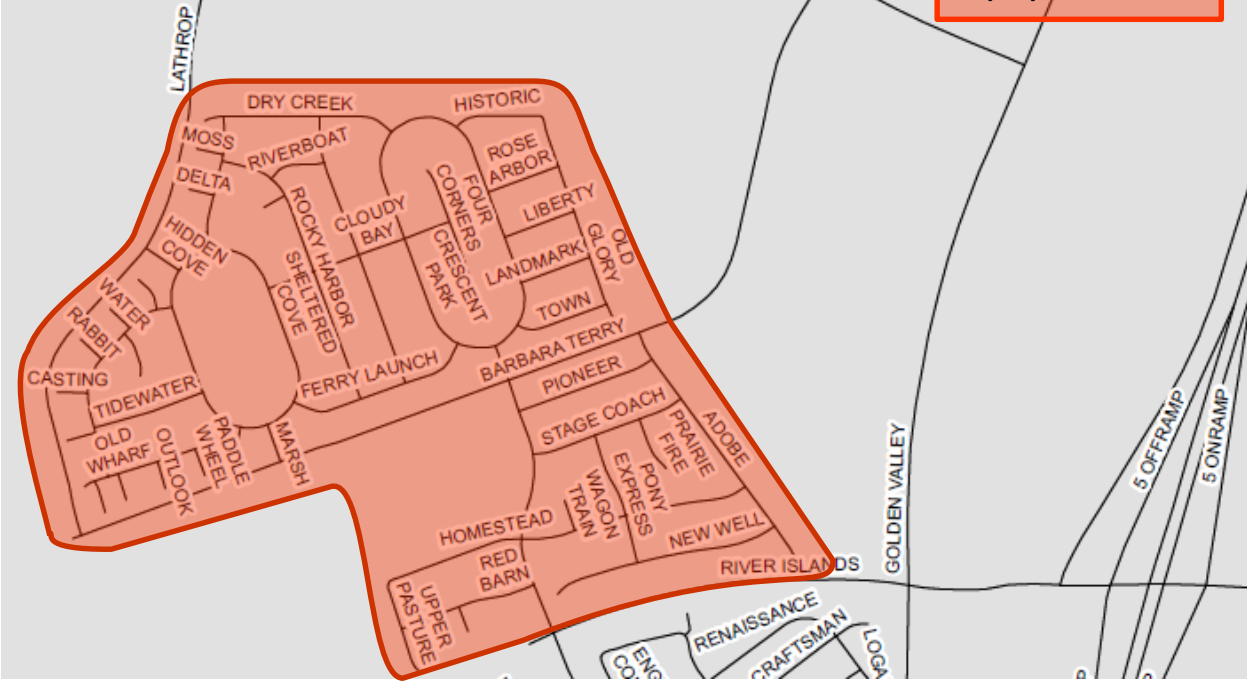 LATHROP
DRY CREEK
HISTORIC
MOSS
RIVERBOAT
ROSE
ARBOR
DELTA
FOUR
CORNERS
ROCKY HARBOR
CLOUDY
BAY
LIBERTY
HIDDEN
COVE
OLD
GLORY
CRESCENT
PARK
LANDMARK
SHELTERED
COVE
WATER
RABBIT
TOWN
BARBARA TERRY
CASTING
FERRY LAUNCH
PIONEER
TIDEWATER
STAGE COACH
PRAIRIE
FIRE
ADOBE
OLD
WHARF
OUTLOOK
PADDLE
WHEEL
MARSH
PONY
EXPRESS
WAGON
TRAIN
GOLDEN VALLEY
5 OFFRAMP
5 ONRAMP
HOMESTEAD
NEW WELL
RED
BARN
RIVER ISLANDS
UPPER
PASTURE
RENAISSANCE
CRAFTSMAN
LOGA
ENG
CO
P
P